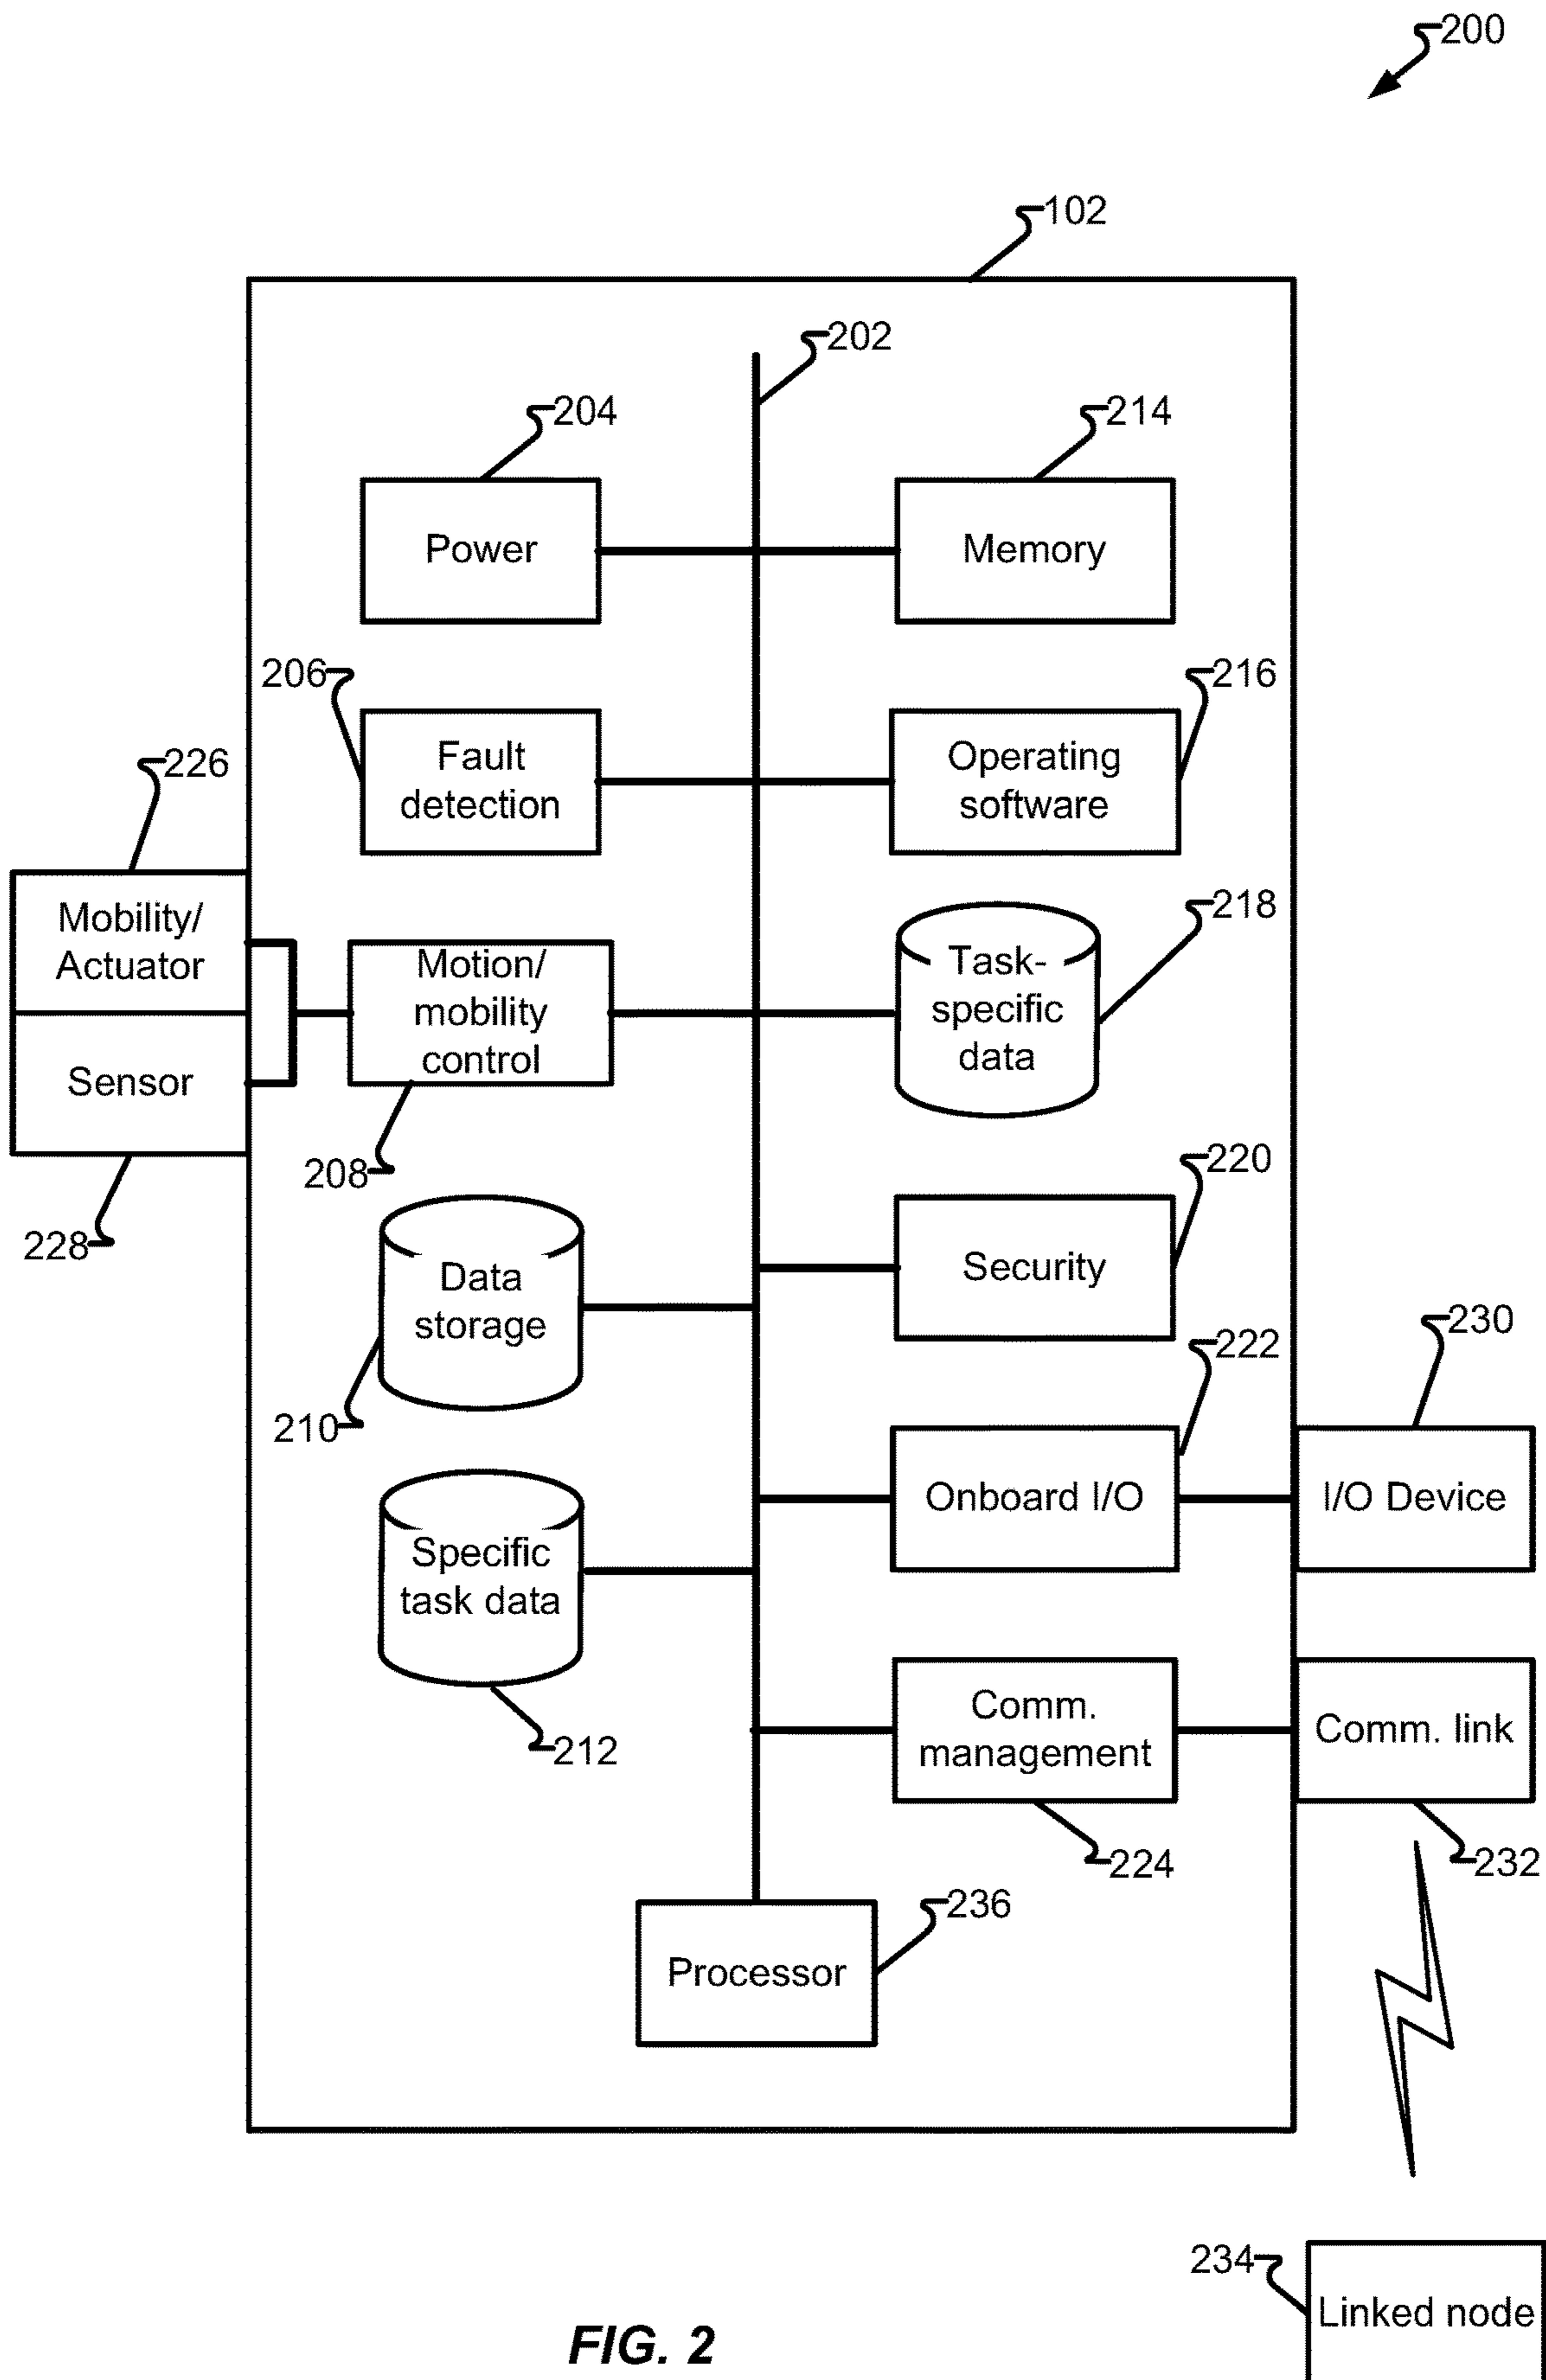 200
102
202
204
214
Power
Memory
206
216
Fault
detection
Operating
software
226
218
Mobility/
Actuator
Motion/
mobility
control
Task-
specific
data
Sensor
208
220
228
Data
storage
Security
210
222
230
Onboard I/O
I/O Device
Specific
task data
212
Comm.
management
Comm. link
224
232
236
Processor
234
Linked node
FIG. 2